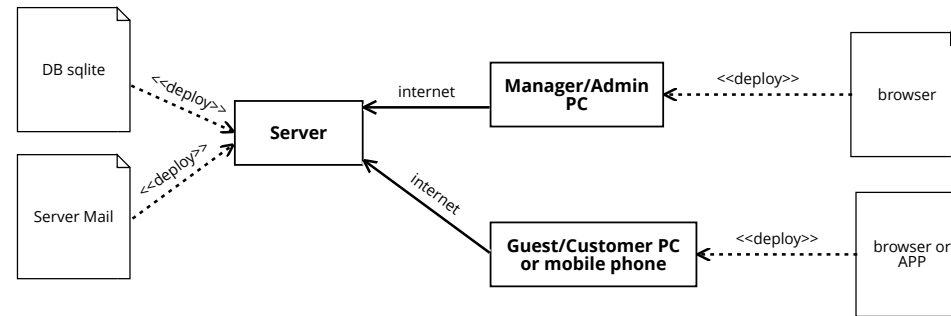 DB sqlite
<<deploy>>
Server
Server Mail
<<deploy>>
internet
internet
Manager/Admin
PC
<<deploy>>
browser
Guest/Customer PC
or mobile phone
<<deploy>>
browser or
APP